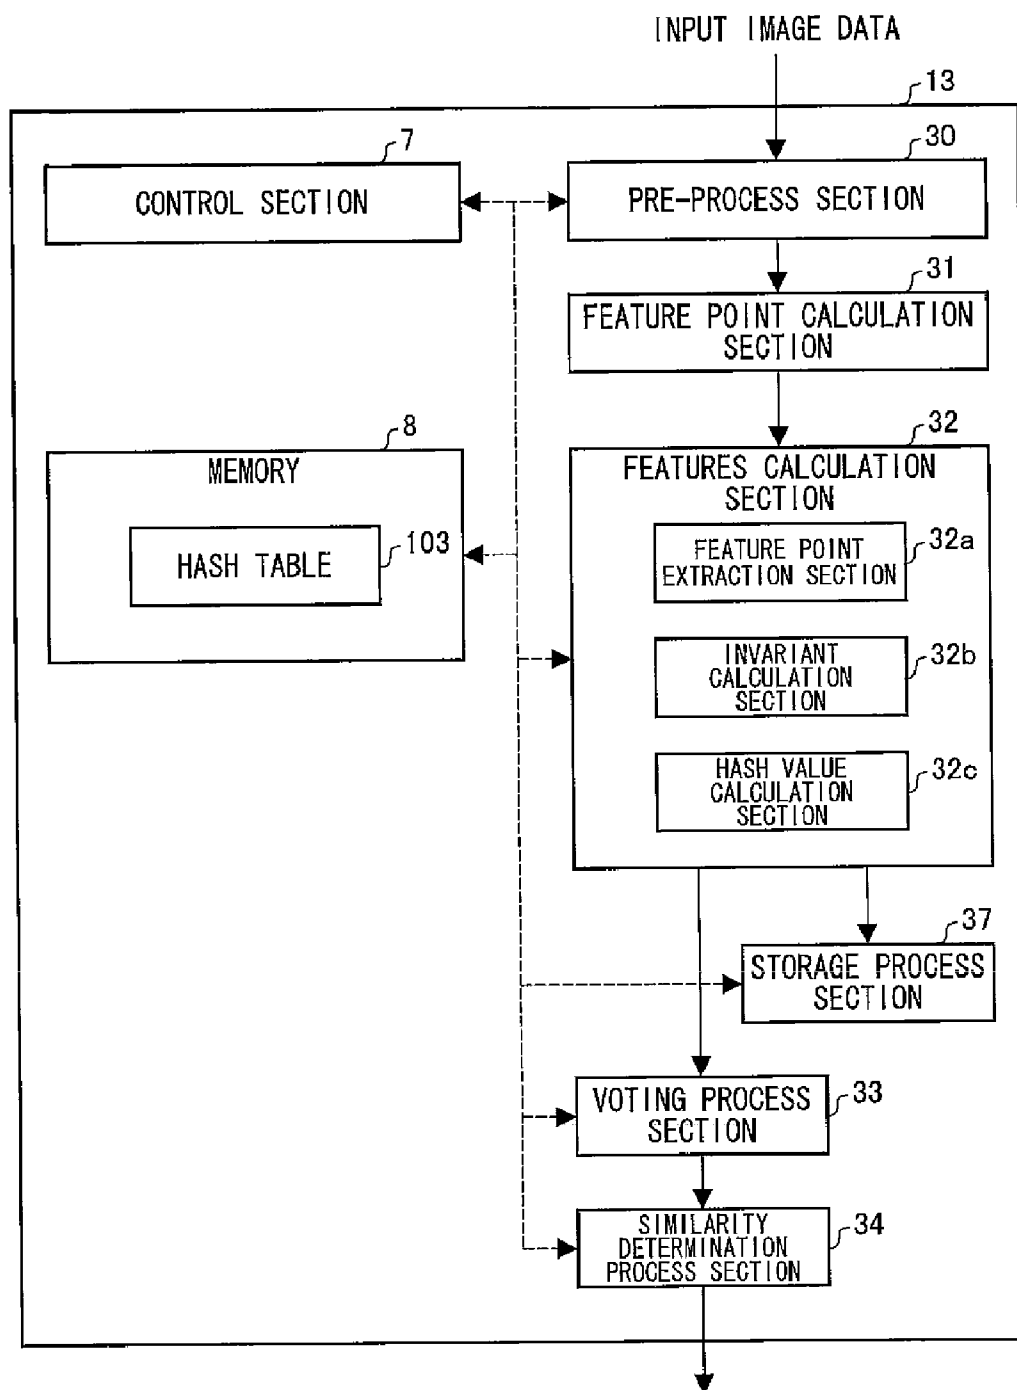 INPUT IMAGE DATA
13
7
CONTROL SECTION
30
PRE-PROCESS SECTION
31
FEATURE POINT CALCULATION
SECTION
8
MEMORY
103
HASH TABLE
32
FEATURES CALCULATION
SECTION
32a
FEATURE POINT
EXTRACTION SECTION
32b
INVARIANT
CALCULATION
SECTION
32c
HASH VALUE
CALCULATION
SECTION
37
STORAGE PROCESS
SECTION
33
VOTING PROCESS
SECTION
34
SIMILARITY
DETERMINATION
PROCESS SECTION